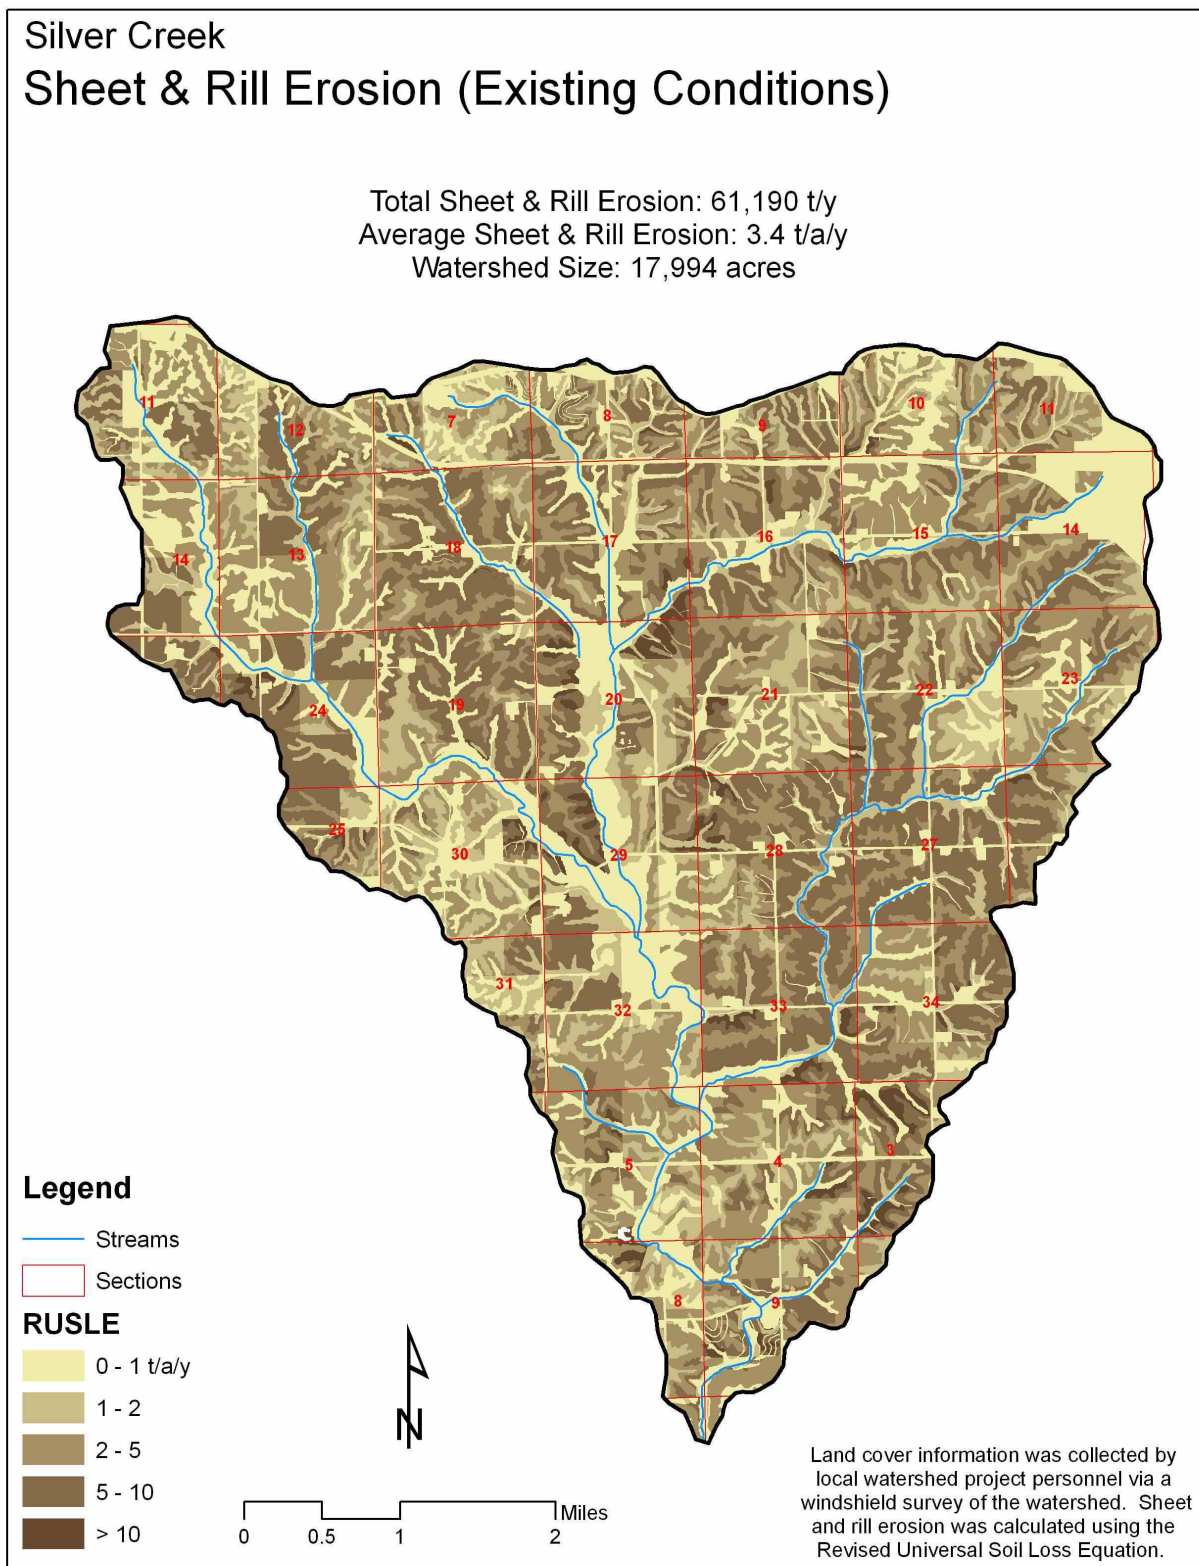 Silver Creek
Sheet & Rill Erosion (Existing Conditions)
Total Sheet & Rill Erosion: 61,190 t/y
Average Sheet & Rill Erosion: 3.4 t/a/y
Watershed Size: 17,994 acres
11
12
7
8
9
10
11
14
13
18
17
16
15
14
24
19
20
21
22
23
25
30
29
28
27
31
32
33
34
5
4
3
8
9
Legend
Streams
Sections
RUSLE
0 - 1 t/a/y
1 - 2
2 - 5
5 - 10
> 10
N
0 0.5 1 2 Miles
Land cover information was collected by
local watershed project personnel via a
windshield survey of the watershed. Sheet
and rill erosion was calculated using the
Revised Universal Soil Loss Equation.